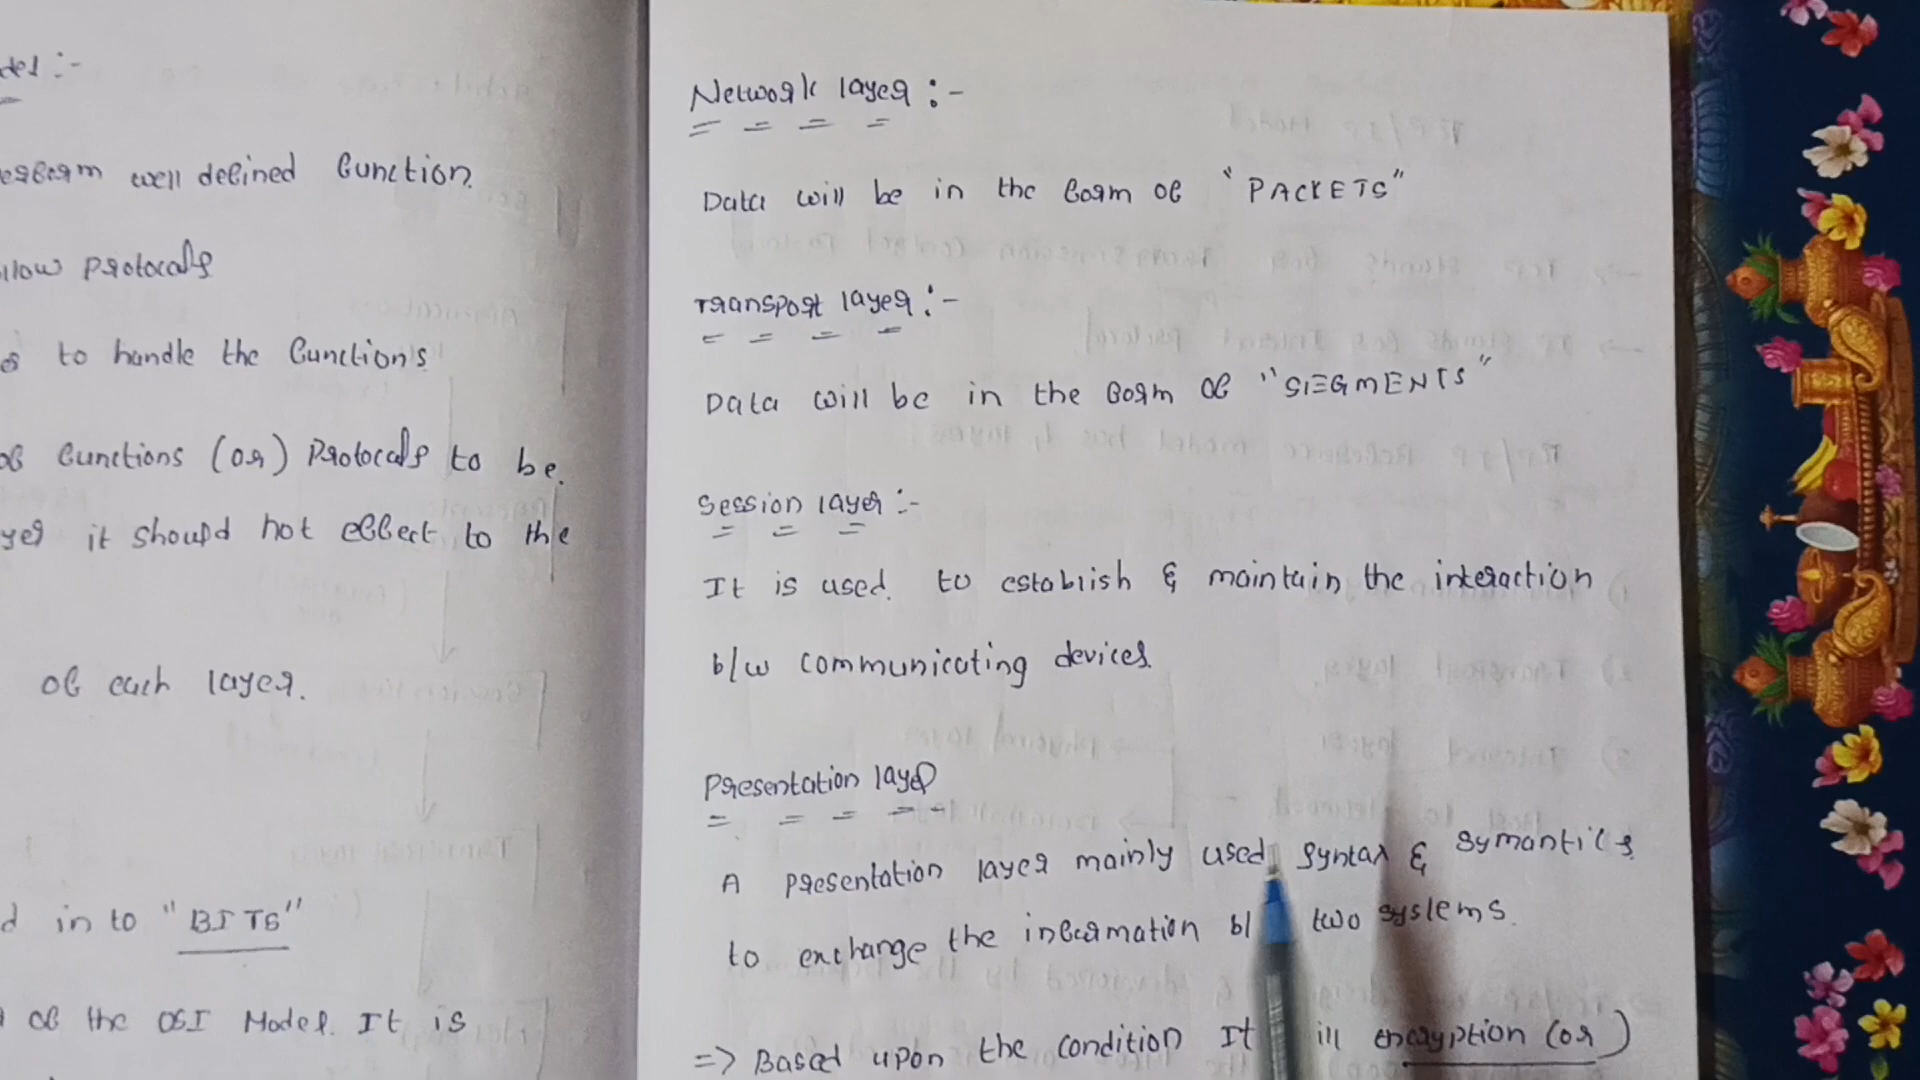 well defined function.
protocals
to handle the functions
of functions (or) Protocals to be.
it should not effect to the
of each layer.
in to "BITS"
of the OSI Model. It is
Network layer :-
Data will be in the form of "PACKETS"
Transport layer :-
Data will be in the form of "SEGMENTS"
Session layer :-
It is used. to establish & maintain the interaction
b/w communicating devices.
Presentation layer
A presentation layer mainly used syntax & symantics
to exchange the information b/ two systems.
=> Based upon the condition It ill encryption (or)